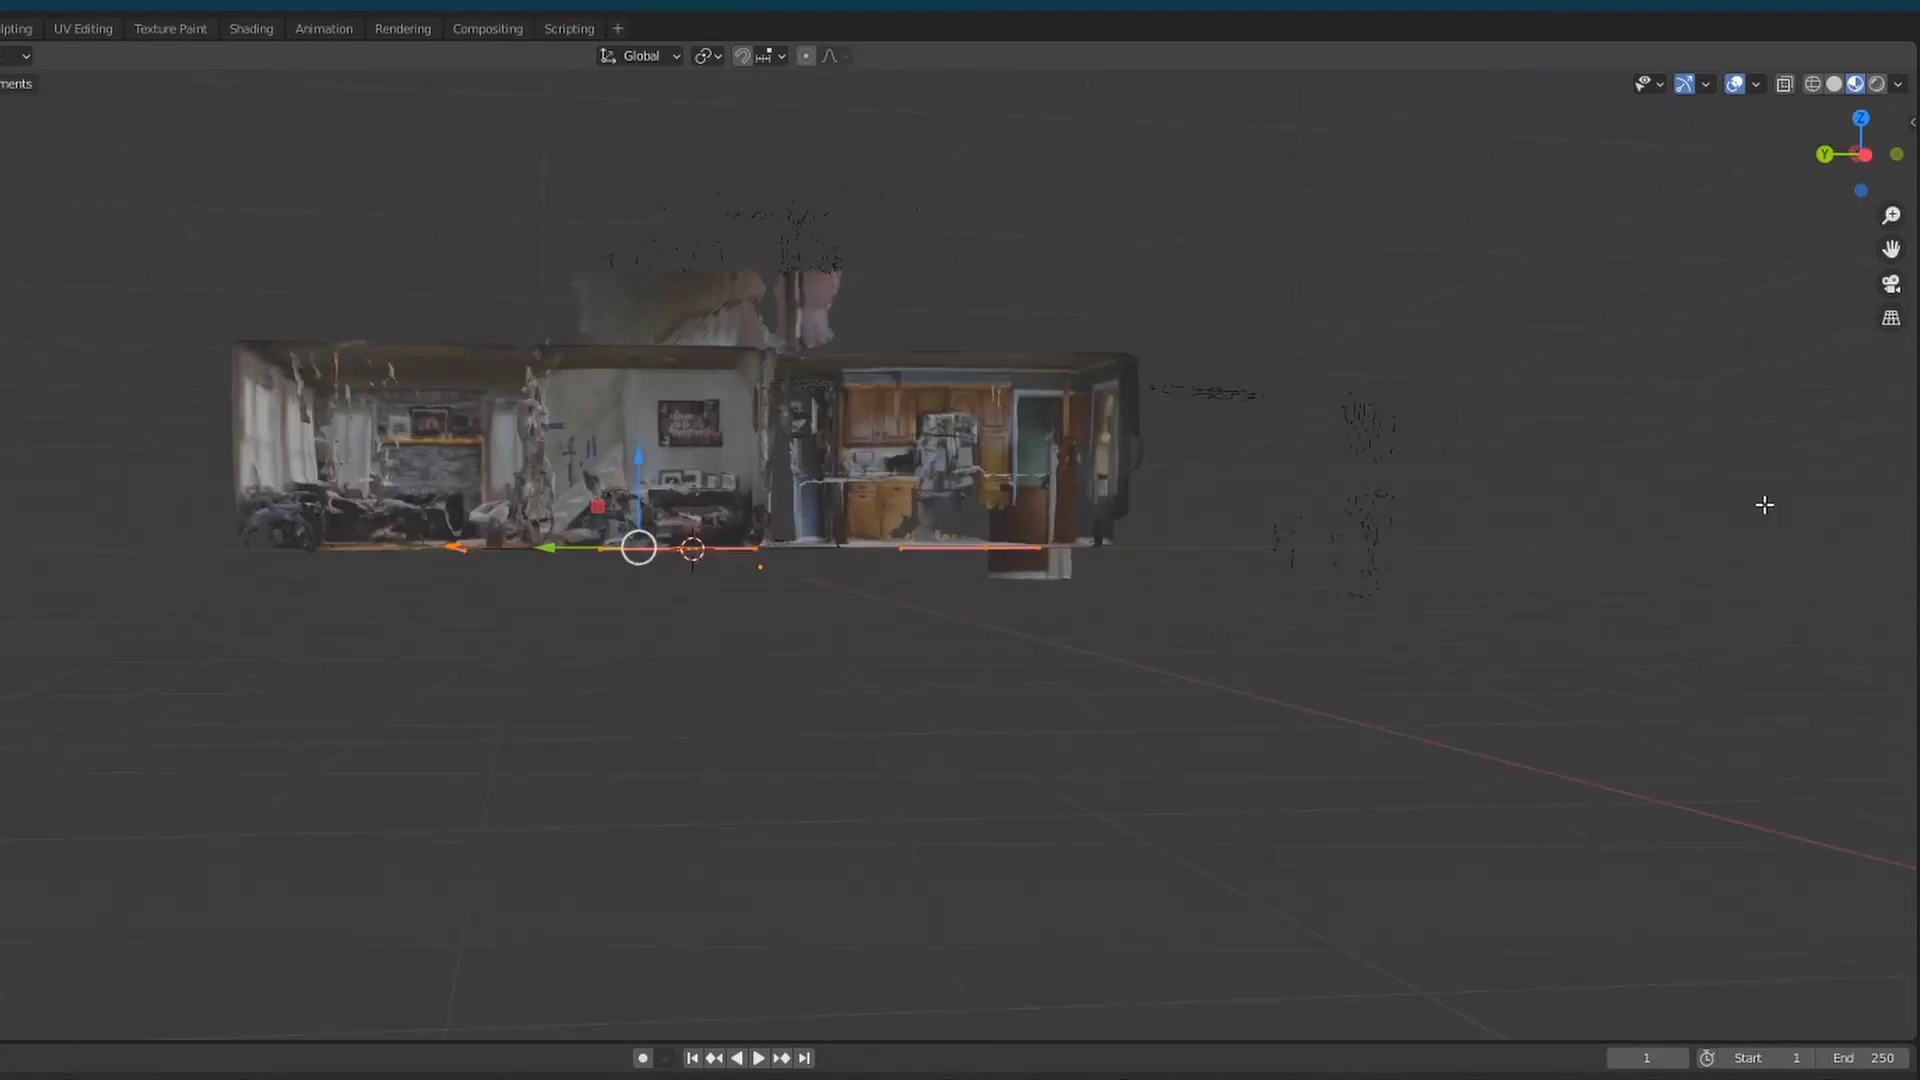 lpting UV Editing Texture Paint Shading Animation Rendering Compositing Scripting +
Global
ments
Z
Y
1 Start 1 End 250